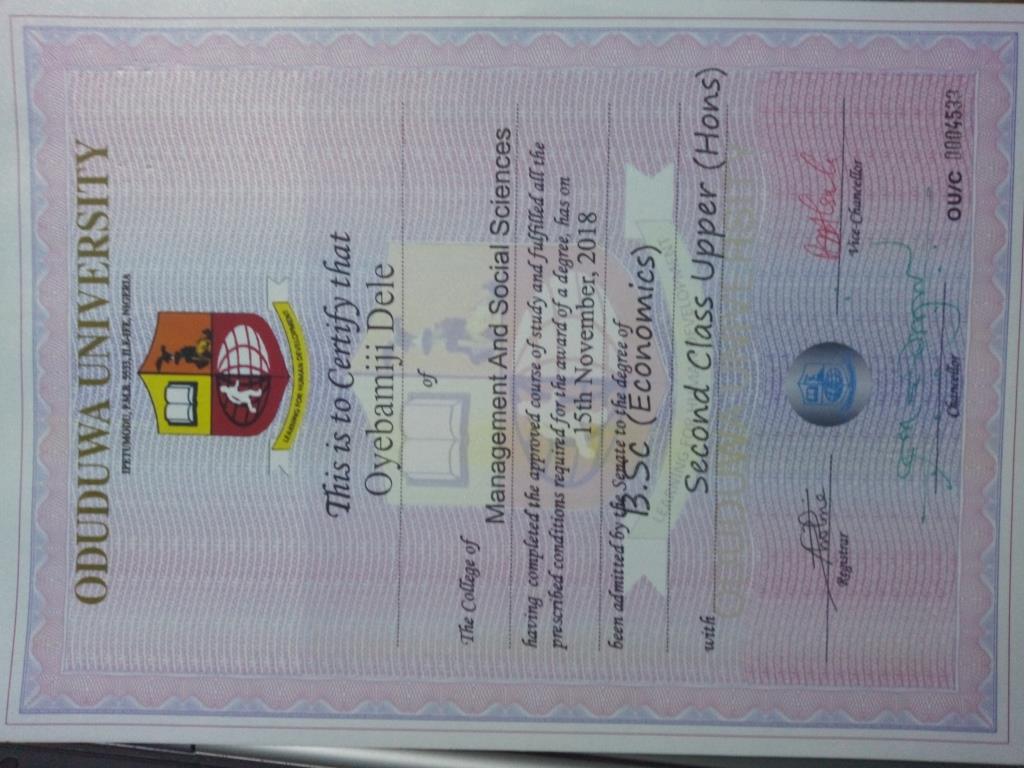 ODUDUWA UNIVERSITY
IPETUMODU, P.M.B. 5533, ILE-IFE, NIGERIA
LEARNING FOR HUMAN DEVELOPMENT
This is to Certify that
Oyebamiji Dele
of
The College of
Management And Social Sciences
having completed the approved course of study and fulfilled all the
prescribed conditions required for the award of a degree, has on
15th November, 2018
been admitted by the Senate to the degree of
B.SC (Economics)
with Second Class Upper (Hons)
ODUDUWA UNIVERSITY
Registrar
Vice-Chancellor
Chancellor
OU/C 0004533